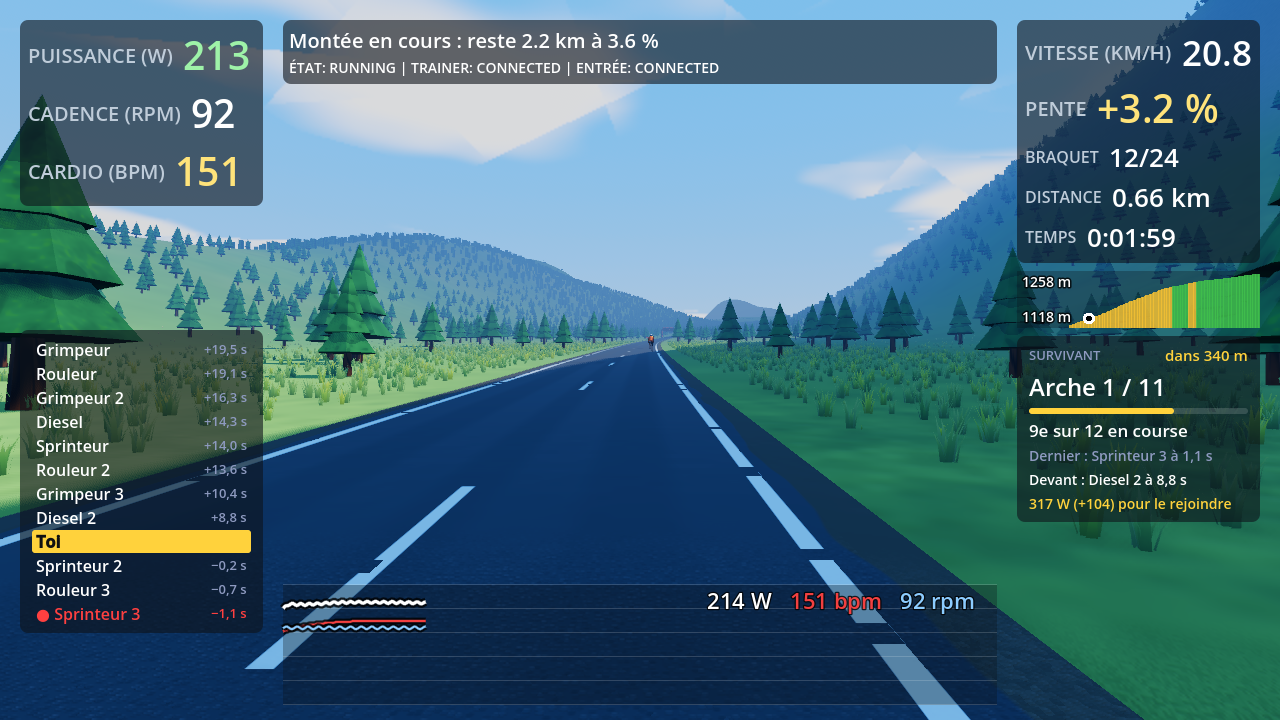 PUISSANCE (W) 213
CADENCE (RPM) 92
CARDIO (BPM) 151
Montée en cours : reste 2.2 km à 3.6 %
ÉTAT: RUNNING | TRAINER: CONNECTED | ENTRÉE: CONNECTED
VITESSE (KM/H) 20.8
PENTE +3.2 %
BRAQUET 12/24
DISTANCE 0.66 km
TEMPS 0:01:59
1258 m
1118 m
SURVIVANT dans 340 m
Arche 1 / 11
9e sur 12 en course
Dernier : Sprinteur 3 à 1,1 s
Devant : Diesel 2 à 8,8 s
317 W (+104) pour le rejoindre
Grimpeur +19,5 s
Rouleur +19,1 s
Grimpeur 2 +16,3 s
Diesel +14,3 s
Sprinteur +14,0 s
Rouleur 2 +13,6 s
Grimpeur 3 +10,4 s
Diesel 2 +8,8 s
Tol
Sprinteur 2 −0,2 s
Rouleur 3 −0,7 s
Sprinteur 3 −1,1 s
214 W 151 bpm 92 rpm